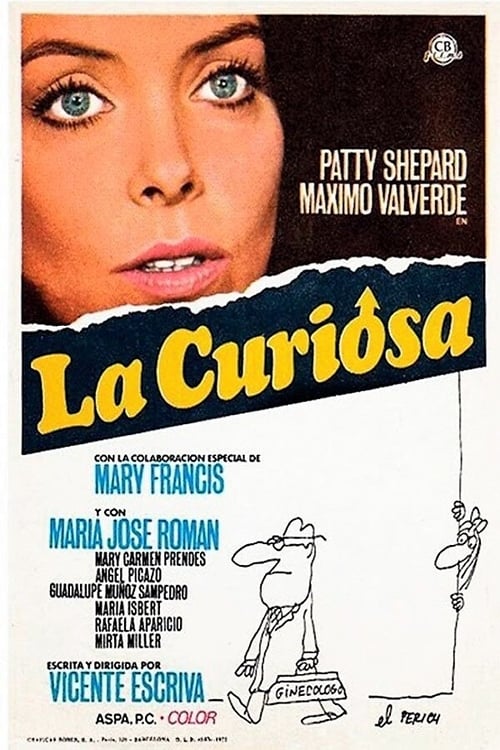 CB
films
PATTY SHEPARD
MAXIMO VALVERDE
EN
La Curiosa
CON LA COLABORACION ESPECIAL DE
MARY FRANCIS
Y CON
MARIA JOSE ROMAN
MARY CARMEN PRENDES
ANGEL PICAZO
GUADALUPE MUÑOZ SAMPEDRO
MARIA ISBERT
RAFAELA APARICIO
MIRTA MILLER
ESCRITA Y DIRIGIDA POR
VICENTE ESCRIVA
ASPA, P.C. • COLOR
GINECOLOGO
el PERICH
BARCELONA